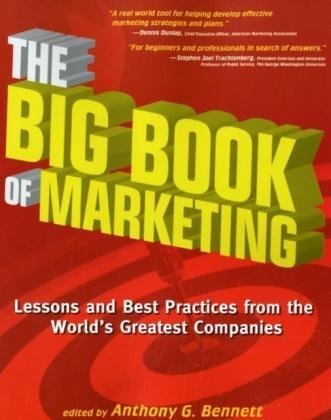 "A real world tool for helping develop effective
marketing strategies and plans."
—Dennis Dunlap, Chief Executive Officer, American Marketing Association
"For beginners and professionals in search of answers."
—Stephen Joel Trachtenberg, President Emeritus and University
Professor of Public Service, The George Washington University
THE
BIG BOOK
OF MARKETING
Lessons and Best Practices from the
World's Greatest Companies
edited by Anthony G. Bennett